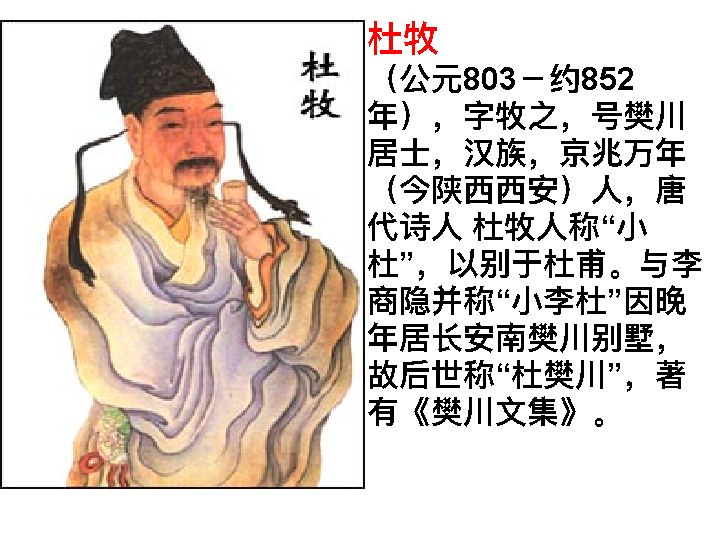 杜牧
杜牧
（公元803－约852
年），字牧之，号樊川
居士，汉族，京兆万年
（今陕西西安）人，唐
代诗人 杜牧人称“小
杜”，以别于杜甫。与李
商隐并称“小李杜”因晚
年居长安南樊川别墅，
故后世称“杜樊川”，著
有《樊川文集》。